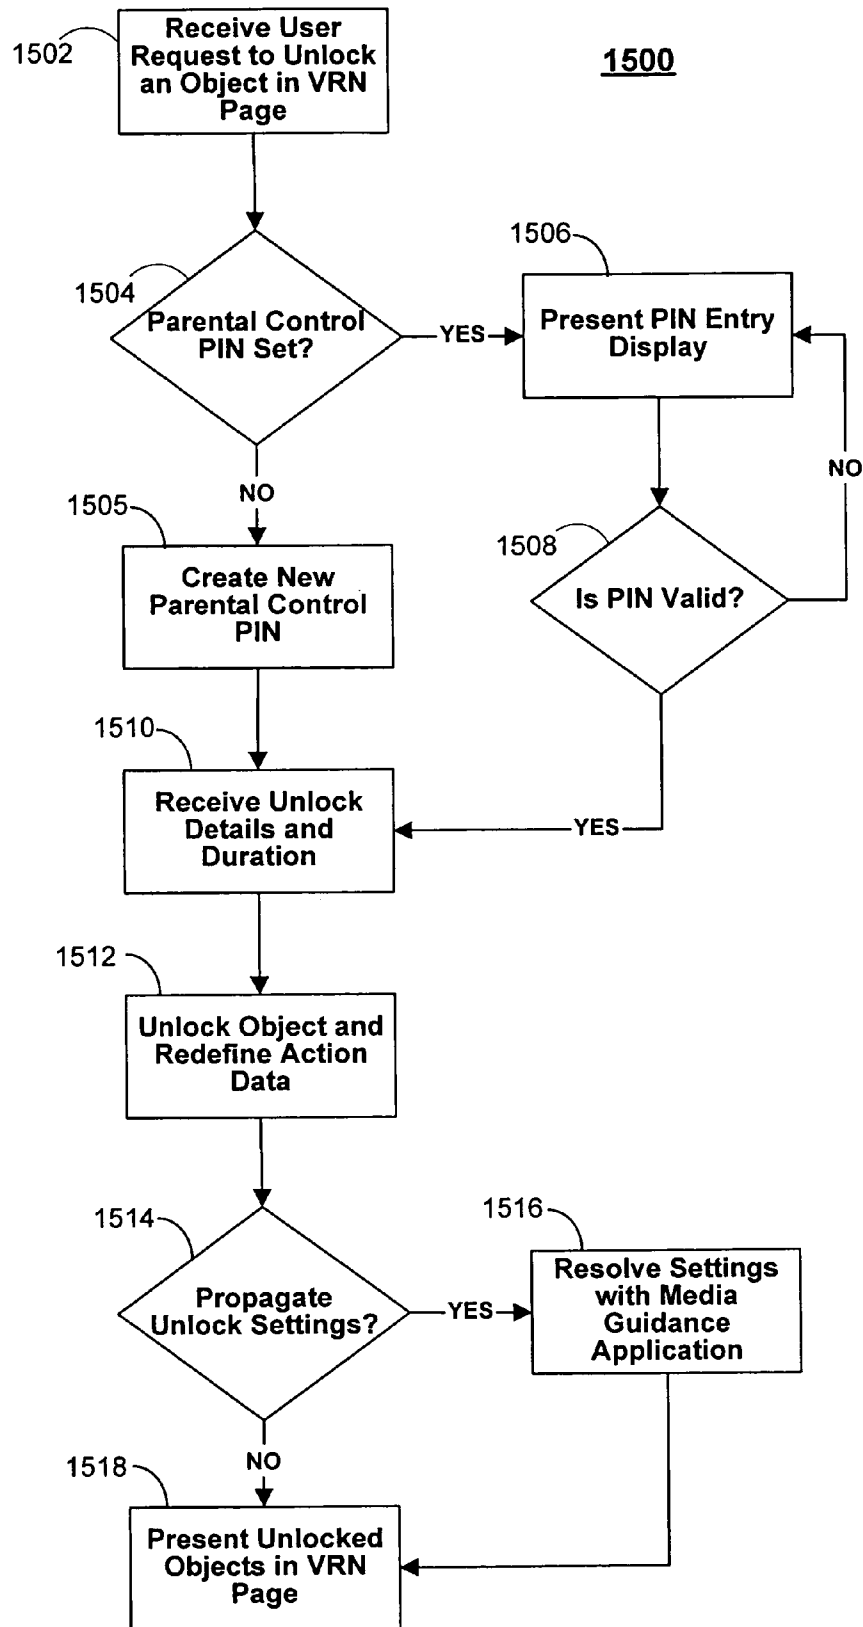 1502
Receive User
Request to Unlock
an Object in VRN
Page
1500
1504
Parental Control
PIN Set?
YES
1506
Present PIN Entry
Display
NO
NO
1505
Create New
Parental Control
PIN
1508
Is PIN Valid?
1510
Receive Unlock
Details and
Duration
YES
1512
Unlock Object and
Redefine Action
Data
1514
Propagate
Unlock Settings?
YES
1516
Resolve Settings
with Media
Guidance
Application
NO
1518
Present Unlocked
Objects in VRN
Page